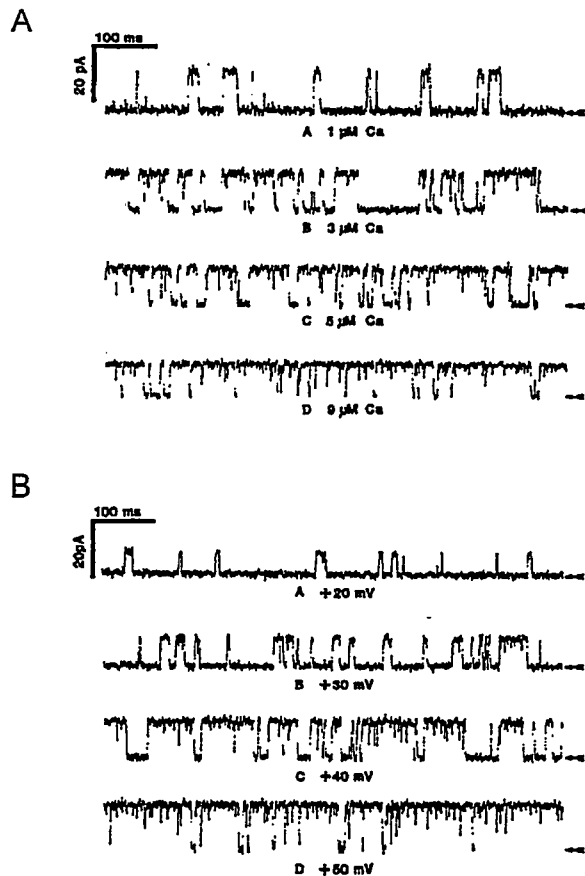 A
100 ms
20 pA
A 1 µM Ca
B 3 µM Ca
C 5 µM Ca
D 9 µM Ca
B
100 ms
20pA
A +20 mV
B +30 mV
C +40 mV
D +50 mV